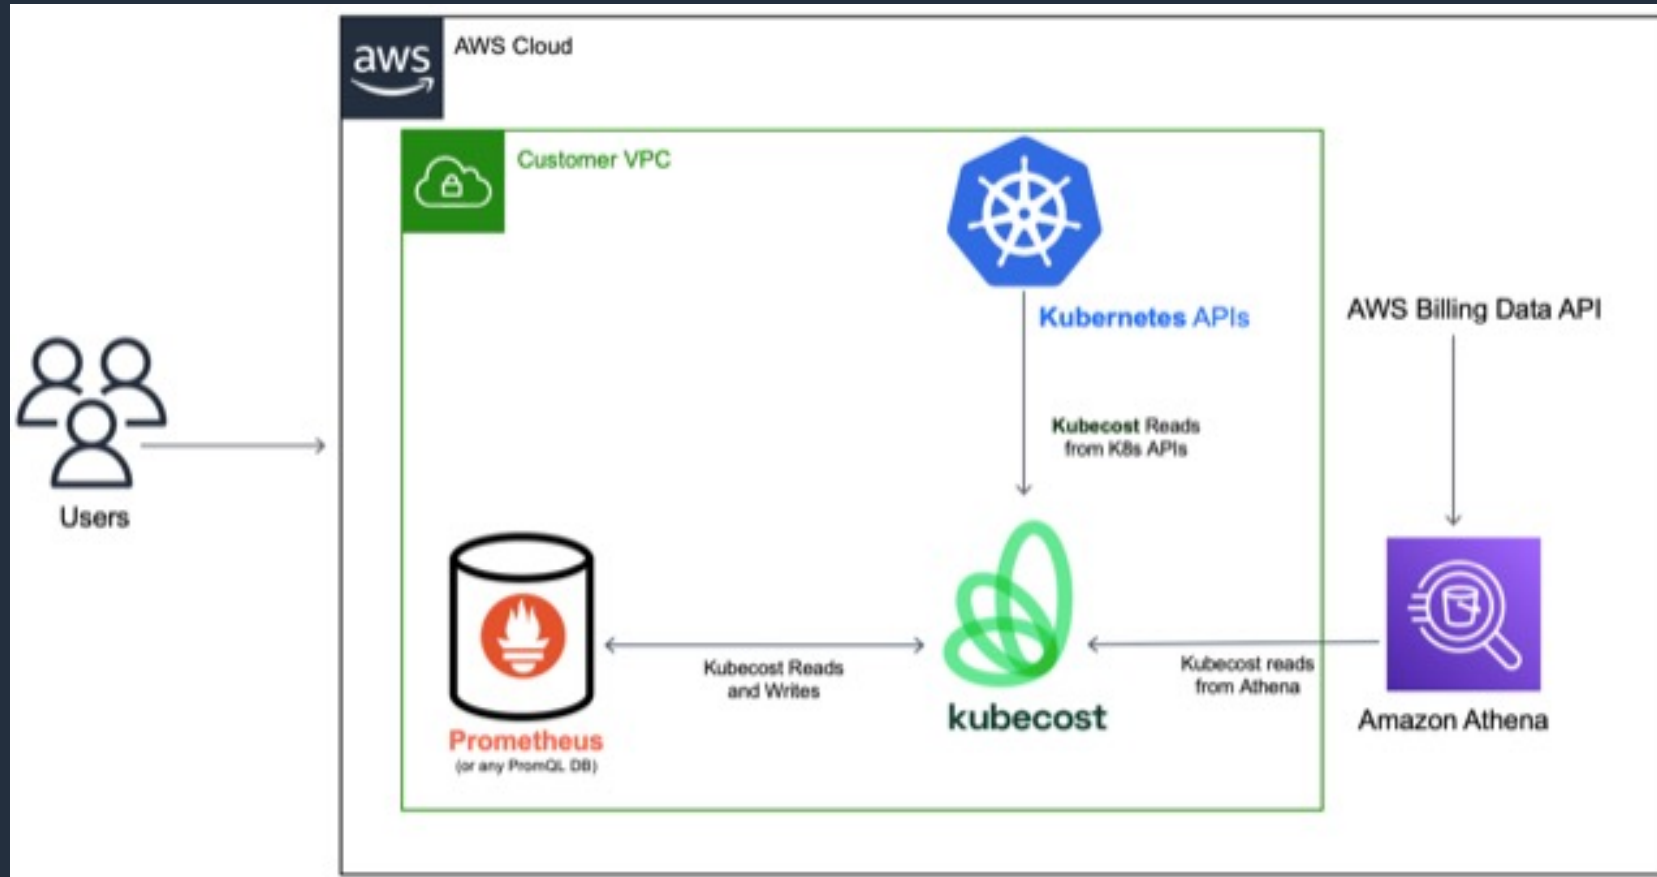 aws
AWS Cloud
Customer VPC
Kubernetes APIs
AWS Billing Data API
Kubecost Reads
from K8s APIs
Users
Kubecost Reads
and Writes
Kubecost reads
from Athena
kubecost
Amazon Athena
Prometheus
(or any PromQL DB)